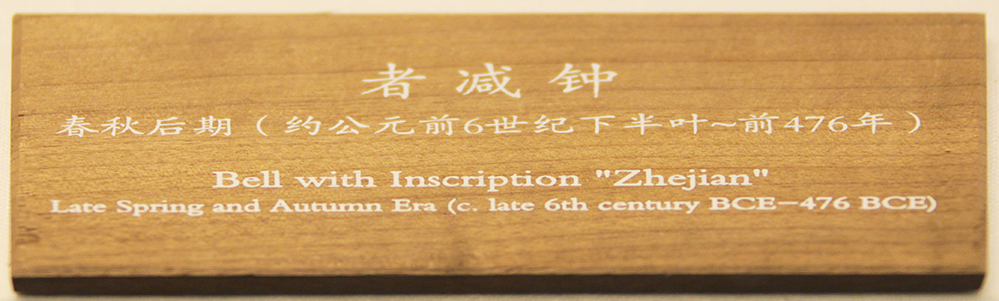 者减钟
春秋后期（约公元前6世纪下半叶~前476年）
Bell with Inscription "Zhejian"
Late Spring and Autumn Era (c. late 6th century BCE—476 BCE)